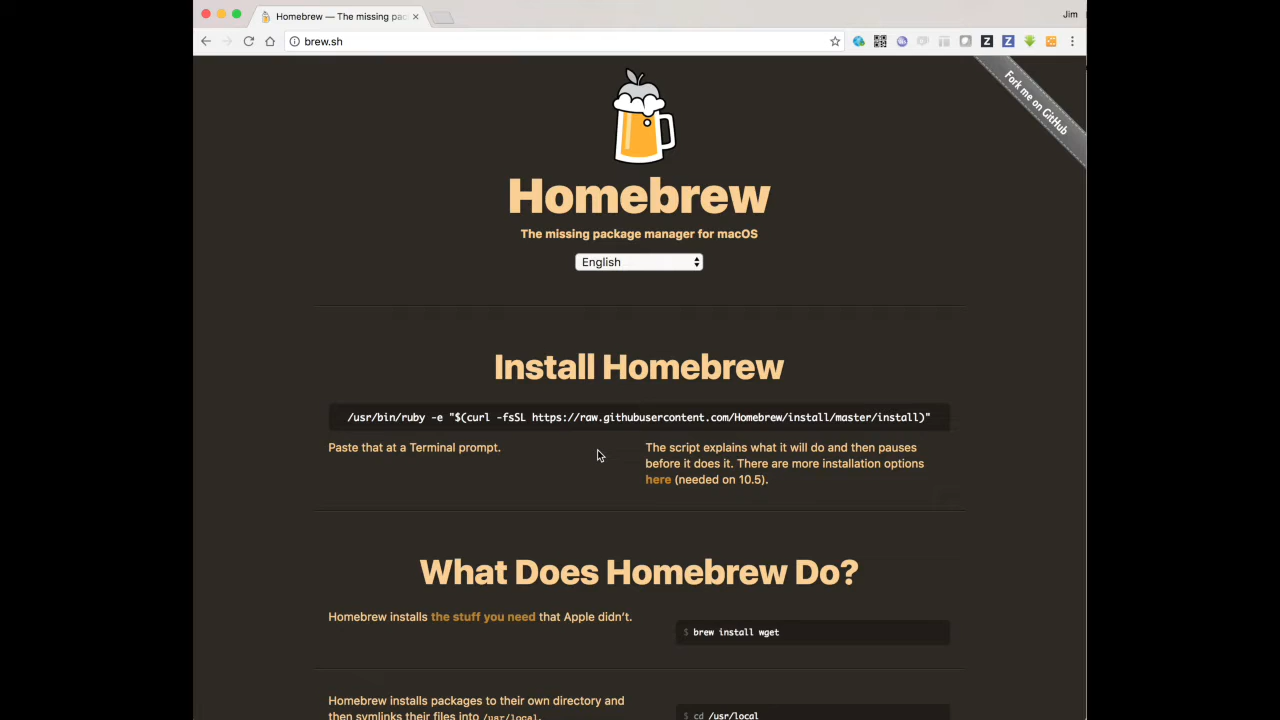 Homebrew — The missing pac
Jim
brew.sh
Fork me on GitHub
Homebrew
The missing package manager for macOS
English
Install Homebrew
/usr/bin/ruby -e "$(curl -fsSL https://raw.githubusercontent.com/Homebrew/install/master/install)"
Paste that at a Terminal prompt.
The script explains what it will do and then pauses
before it does it. There are more installation options
here (needed on 10.5).
What Does Homebrew Do?
Homebrew installs the stuff you need that Apple didn’t.
$ brew install wget
Homebrew installs packages to their own directory and
then symlinks their files into /usr/local.
$ cd /usr/local